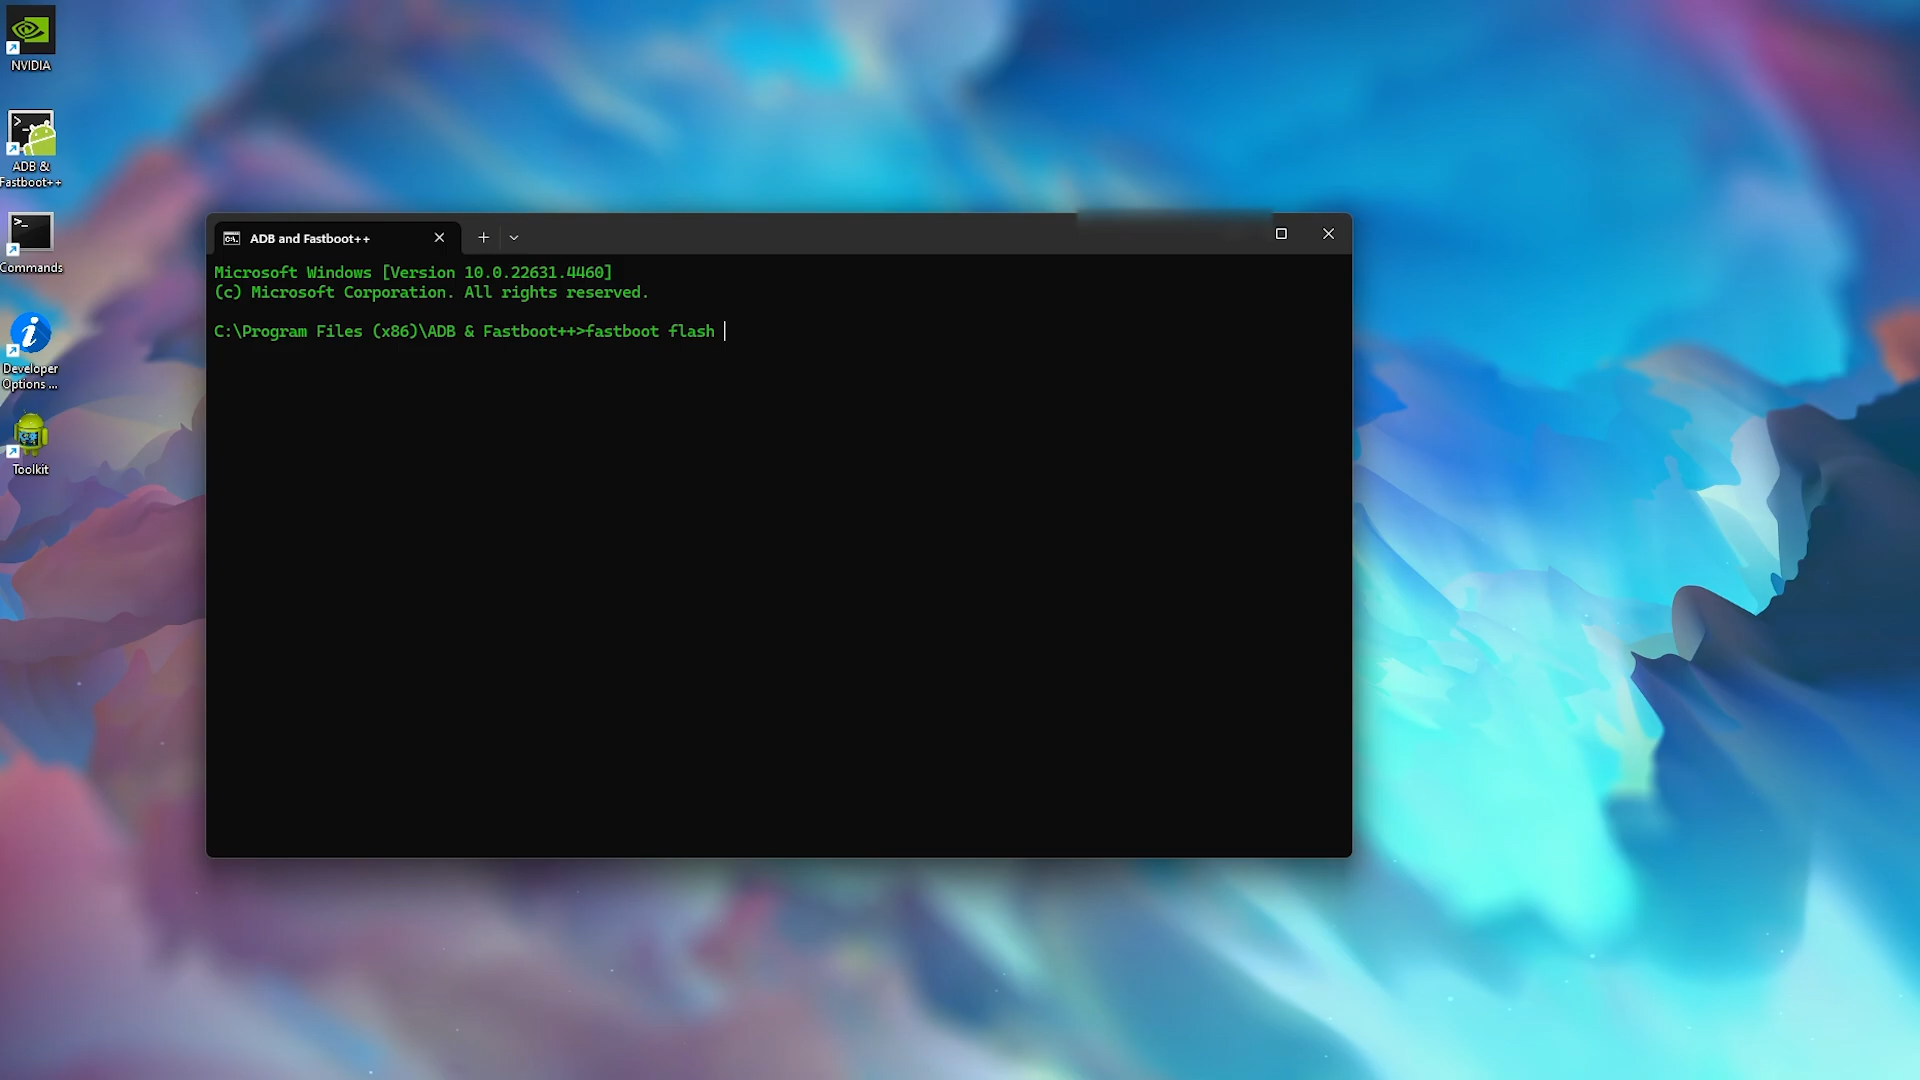 NVIDIA
ADB &
Fastboot++
Commands
Developer
Options ...
Toolkit
ADB and Fastboot++
Microsoft Windows [Version 10.0.22631.4460]
(c) Microsoft Corporation. All rights reserved.
C:\Program Files (x86)\ADB & Fastboot++>fastboot flash